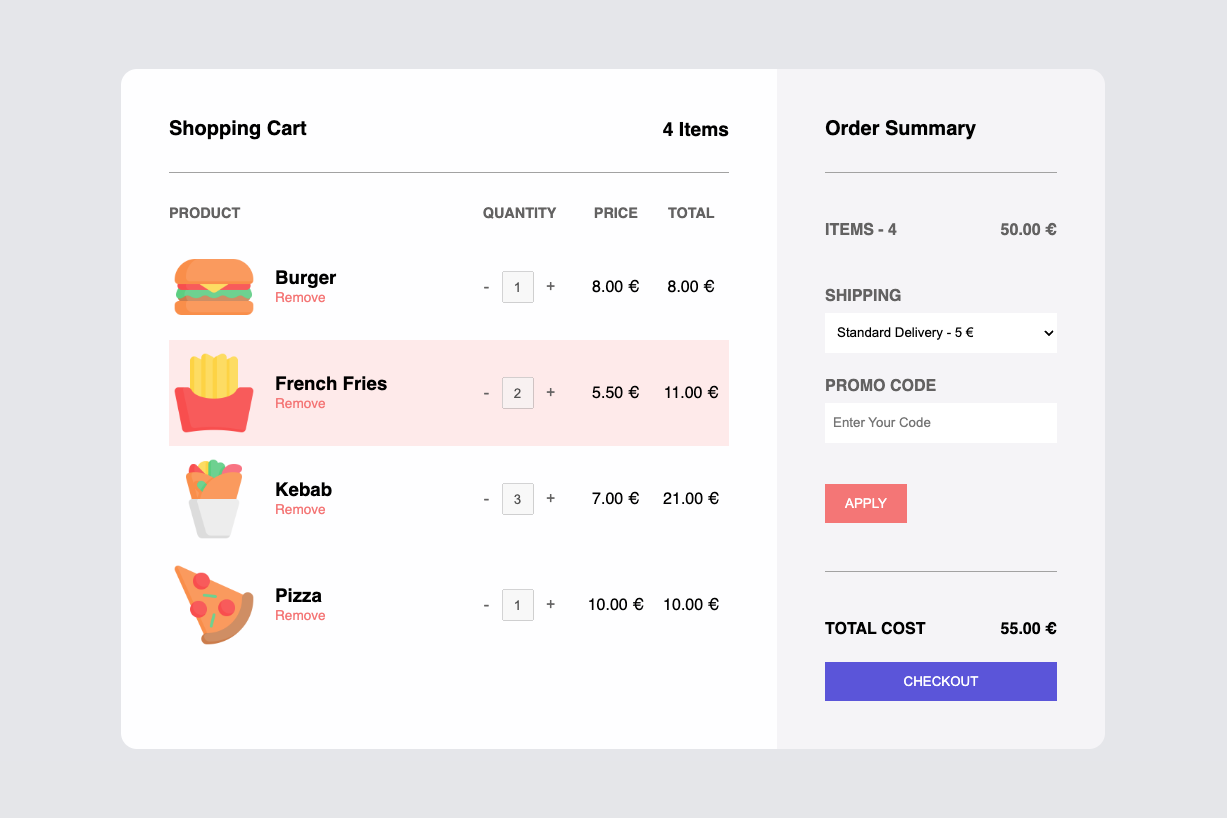 Shopping Cart 4 Items
PRODUCT QUANTITY PRICE TOTAL
Burger
Remove
- 1 + 8.00 € 8.00 €
French Fries
Remove
- 2 + 5.50 € 11.00 €
Kebab
Remove
- 3 + 7.00 € 21.00 €
Pizza
Remove
- 1 + 10.00 € 10.00 €
Order Summary
ITEMS - 4 50.00 €
SHIPPING
Standard Delivery - 5 €
PROMO CODE
Enter Your Code
APPLY
TOTAL COST 55.00 €
CHECKOUT